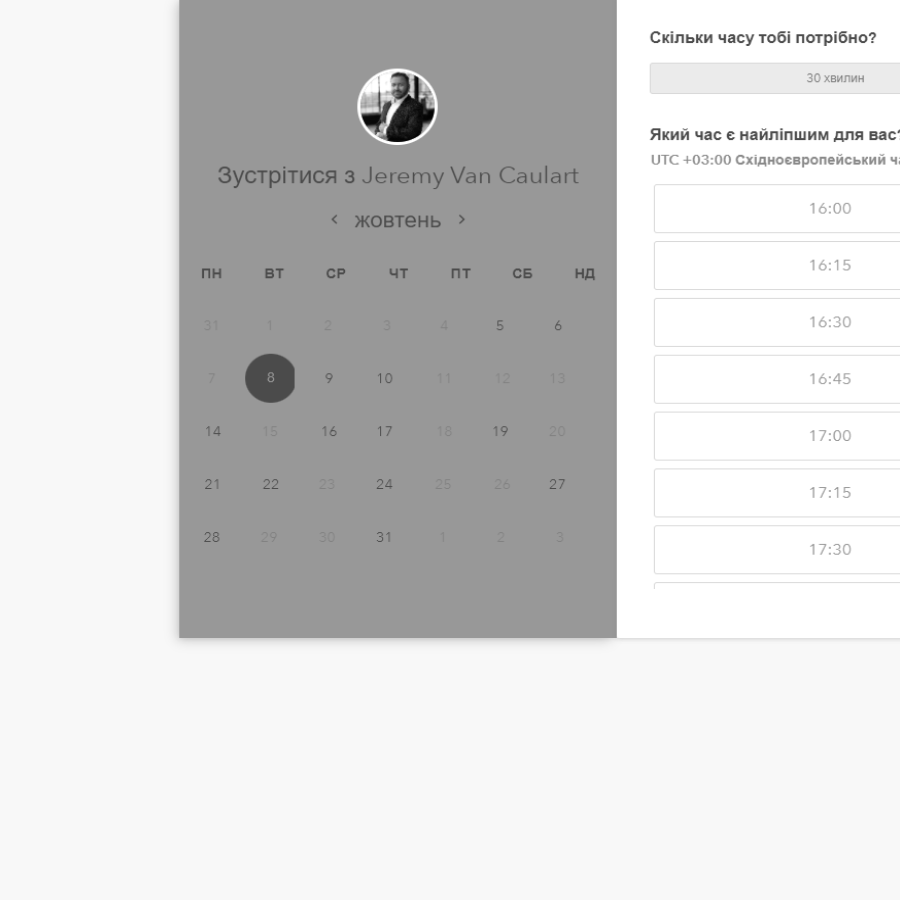 Зустрітися з Jeremy Van Caulart
жовтень
ПН ВТ СР ЧТ ПТ СБ НД
31 1 2 3 4 5 6
7 8 9 10 11 12 13
14 15 16 17 18 19 20
21 22 23 24 25 26 27
28 29 30 31 1 2 3
Скільки часу тобі потрібно?
30 хвилин
Який час є найліпшим для вас?
UTC +03:00 Східноєвропейський
16:00
16:15
16:30
16:45
17:00
17:15
17:30